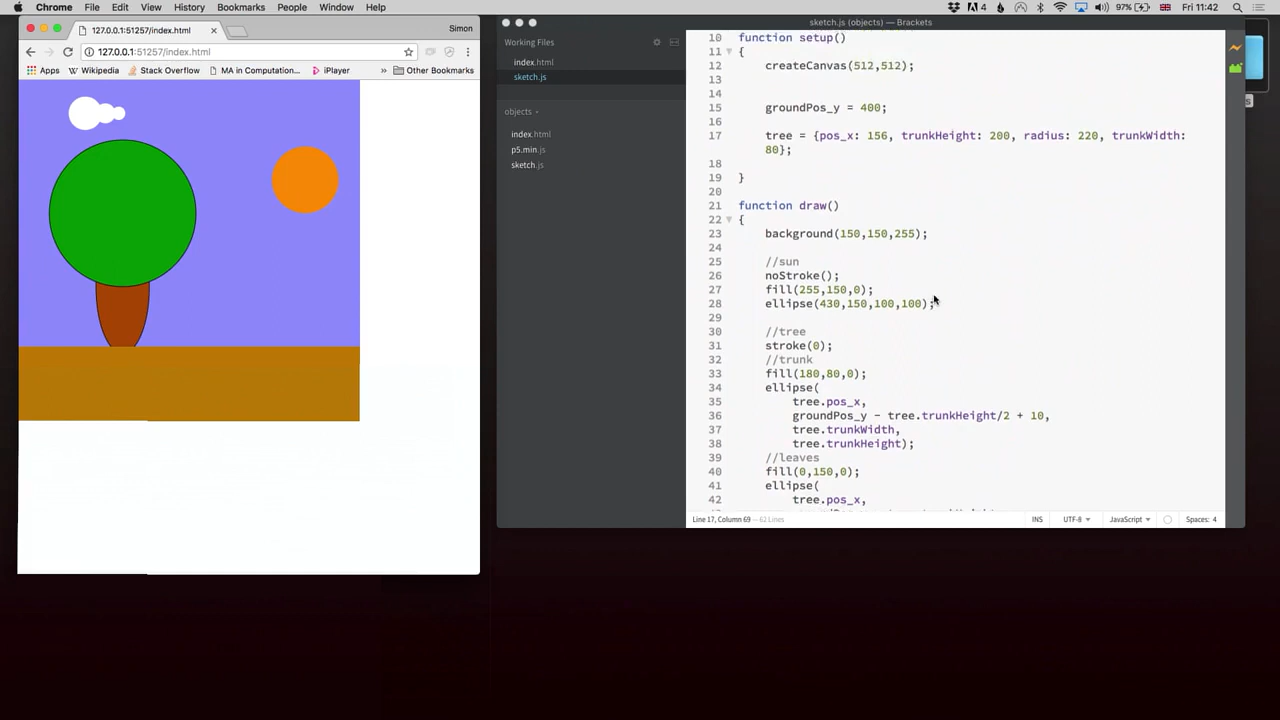 Chrome File Edit View History Bookmarks People Window Help 4 97% Fri 11:42
127.0.0.1:51257/index.html Simon
127.0.0.1:51257/index.html
Apps Wikipedia Stack Overflow MA in Computation... iPlayer » Other Bookmarks
sketch.js (objects) — Brackets
Working Files
index.html
sketch.js
objects
index.html
p5.min.js
sketch.js
10 function setup()
11 {
12 createCanvas(512,512);
13
14
15 groundPos_y = 400;
16
17 tree = {pos_x: 156, trunkHeight: 200, radius: 220, trunkWidth:
80};
18
19 }
20
21 function draw()
22 {
23 background(150,150,255);
24
25 //sun
26 noStroke();
27 fill(255,150,0);
28 ellipse(430,150,100,100);
29
30 //tree
31 stroke(0);
32 //trunk
33 fill(180,80,0);
34 ellipse(
35 tree.pos_x,
36 groundPos_y - tree.trunkHeight/2 + 10,
37 tree.trunkWidth,
38 tree.trunkHeight);
39 //leaves
40 fill(0,150,0);
41 ellipse(
42 tree.pos_x,
Line 17, Column 69 — 62 Lines INS UTF-8 JavaScript Spaces: 4